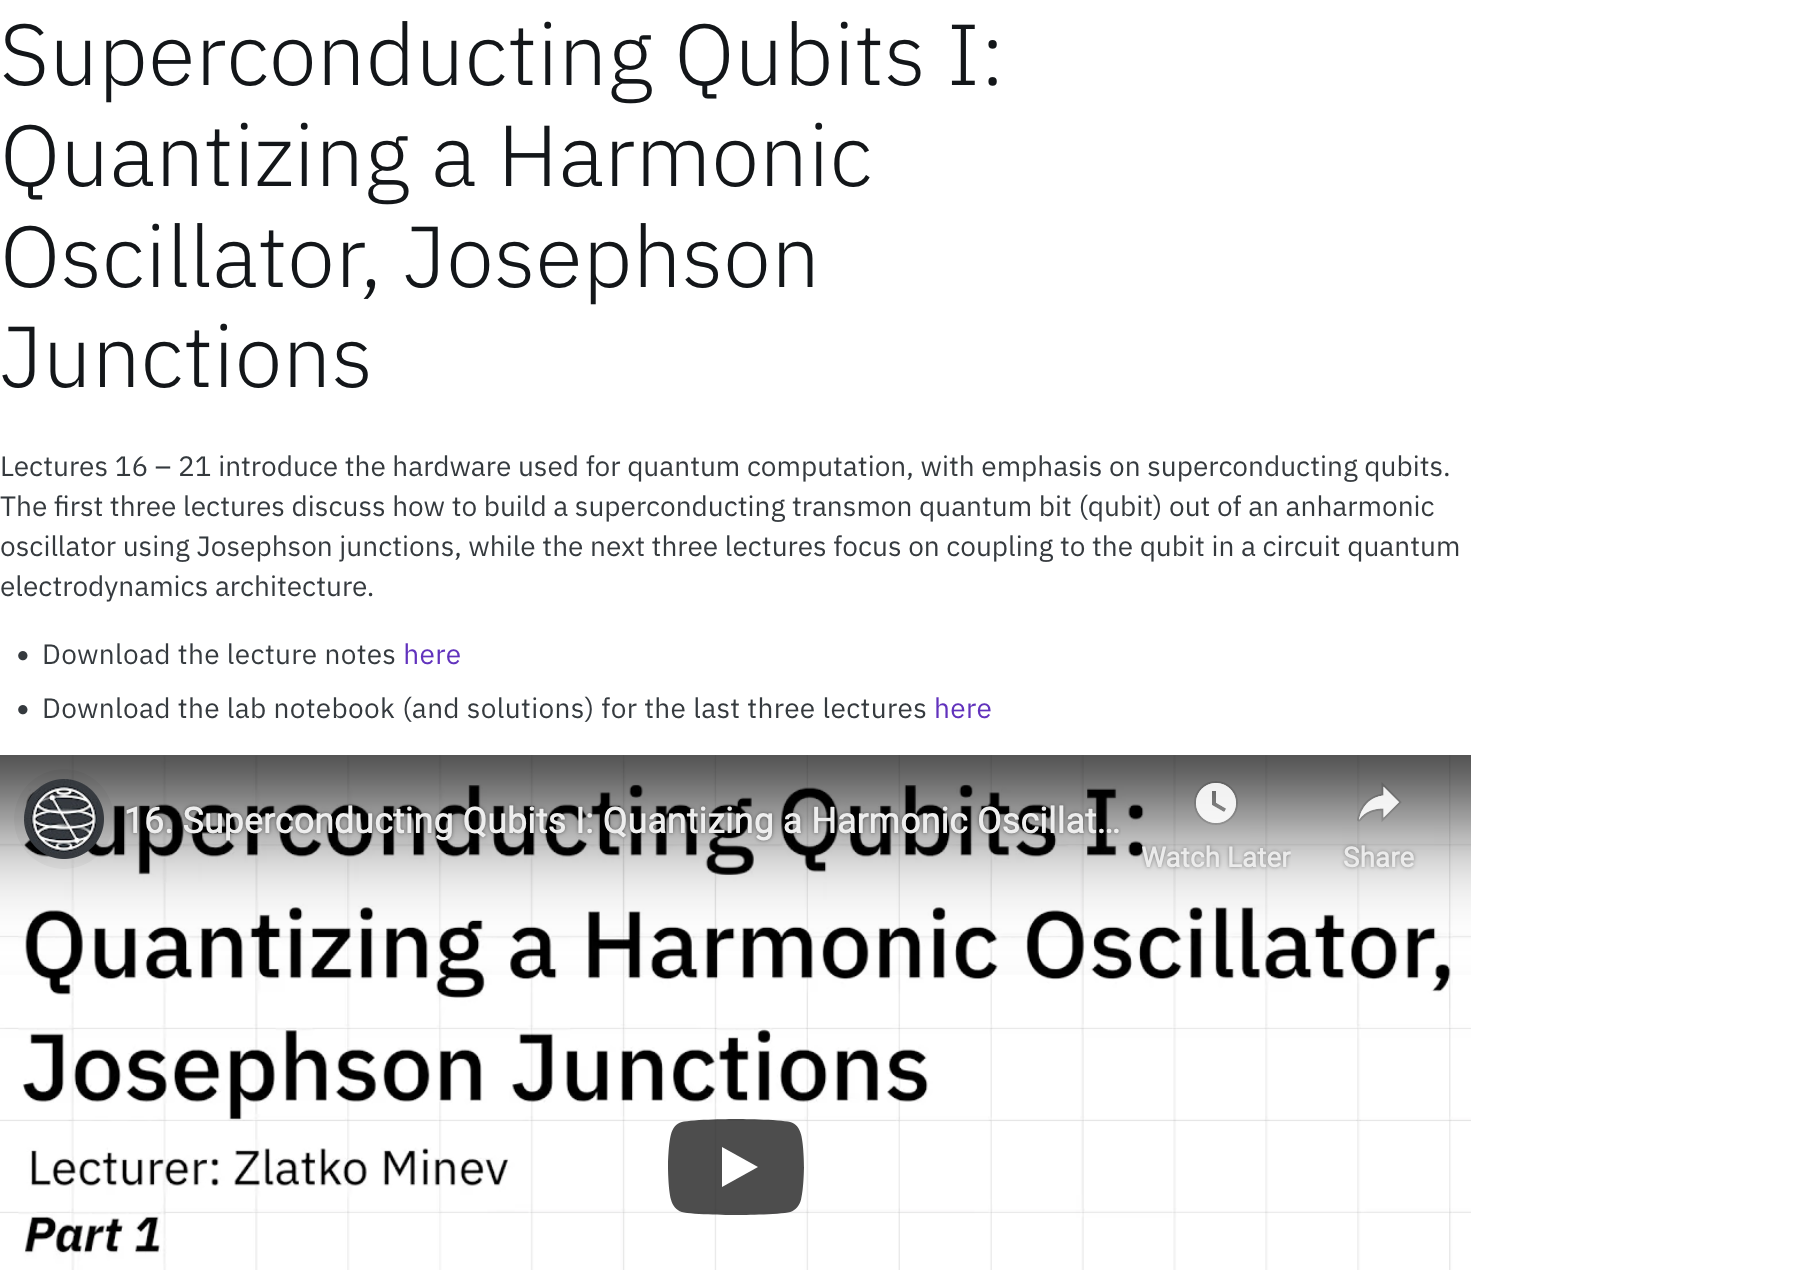 Superconducting Qubits I:
Quantizing a Harmonic
Oscillator, Josephson
Junctions
Lectures 16 – 21 introduce the hardware used for quantum computation, with emphasis on superconducting qubits.
The first three lectures discuss how to build a superconducting transmon quantum bit (qubit) out of an anharmonic
oscillator using Josephson junctions, while the next three lectures focus on coupling to the qubit in a circuit quantum
electrodynamics architecture.
• Download the lecture notes here
• Download the lab notebook (and solutions) for the last three lectures here
16. Superconducting Qubits I: Quantizing a Harmonic Oscillat...
Watch Later
Share
Superconducting Qubits I:
Quantizing a Harmonic Oscillator,
Josephson Junctions
Lecturer: Zlatko Minev
Part 1